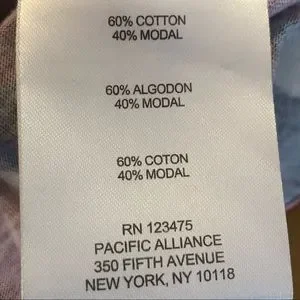 60% COTTON
40% MODAL
60% ALGODON
40% MODAL
60% COTON
40% MODAL
RN 123475
PACIFIC ALLIANCE
350 FIFTH AVENUE
NEW YORK, NY 10118